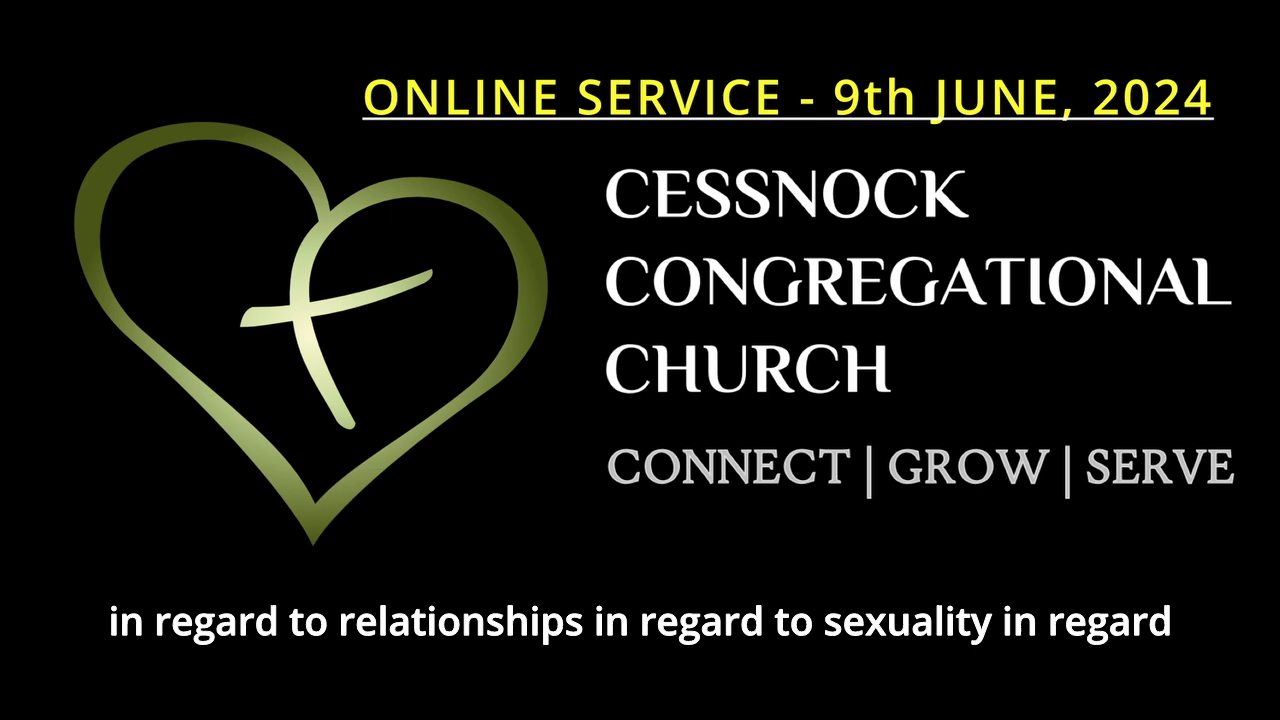 ONLINE SERVICE - 9th JUNE, 2024
CESSNOCK
CONGREGATIONAL
CHURCH
CONNECT | GROW | SERVE
in regard to relationships in regard to sexuality in regard